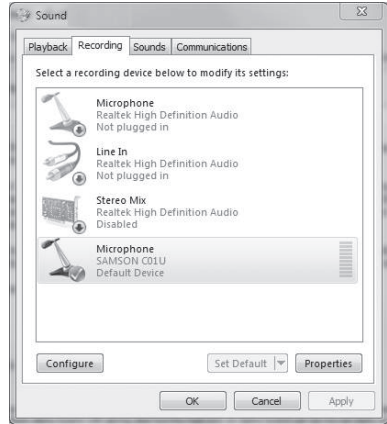 Sound
Playback Recording Sounds Communications
Select a recording device below to modify its settings:
Microphone
Realtek High Definition Audio
Not plugged in
Line In
Realtek High Definition Audio
Not plugged in
Stereo Mix
Realtek High Definition Audio
Disabled
Microphone
SAMSON C01U
Default Device
Configure Set Default Properties
OK Cancel Apply